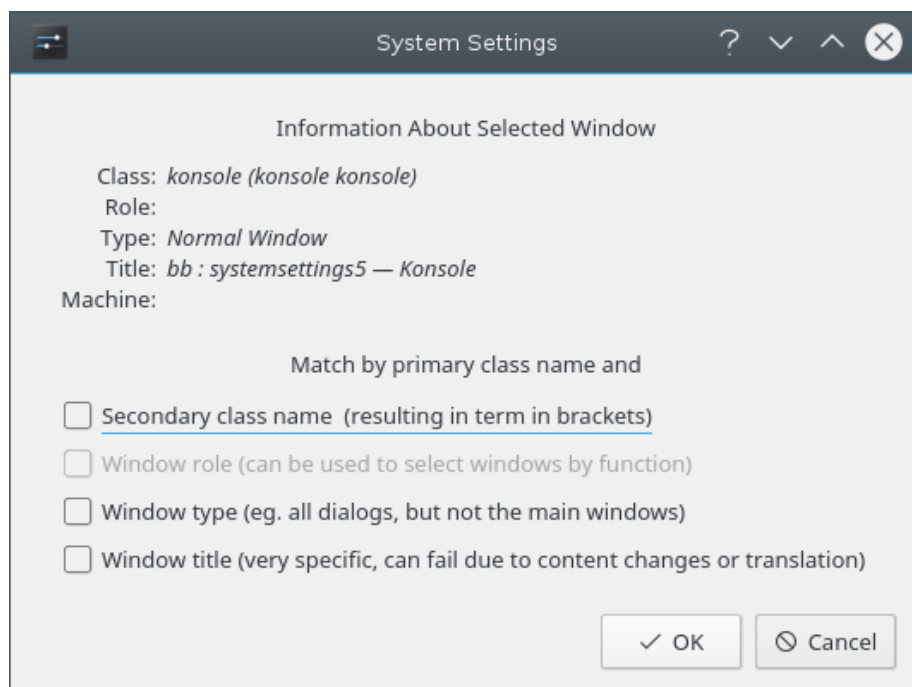 System Settings
Information About Selected Window
Class: konsole (konsole konsole)
Role:
Type: Normal Window
Title: bb : systemsettings5 — Konsole
Machine:
Match by primary class name and
Secondary class name (resulting in term in brackets)
Window role (can be used to select windows by function)
Window type (eg. all dialogs, but not the main windows)
Window title (very specific, can fail due to content changes or translation)
OK Cancel